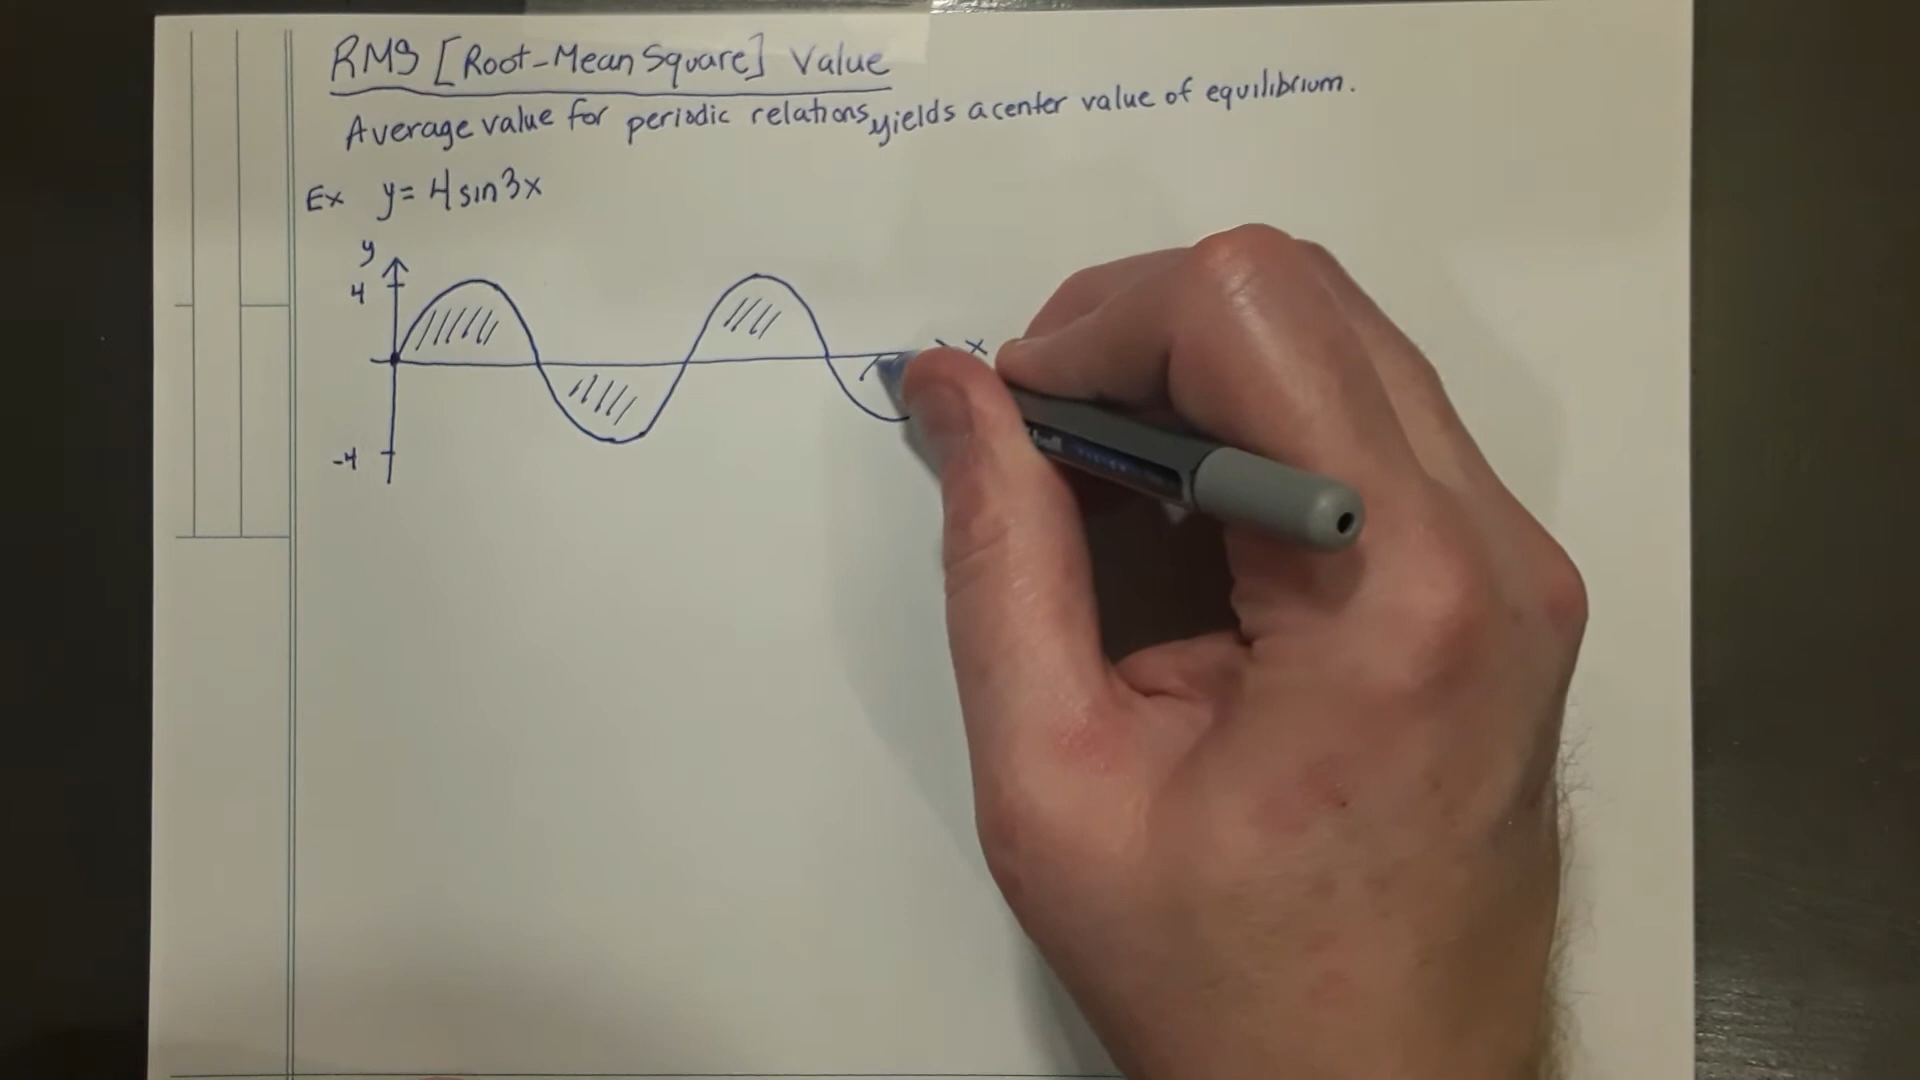 RMS [Root-Mean Square] Value
Average value for periodic relations, yields a center value of equilibrium.
Ex y = 4 sin 3x
y
4
x
-4